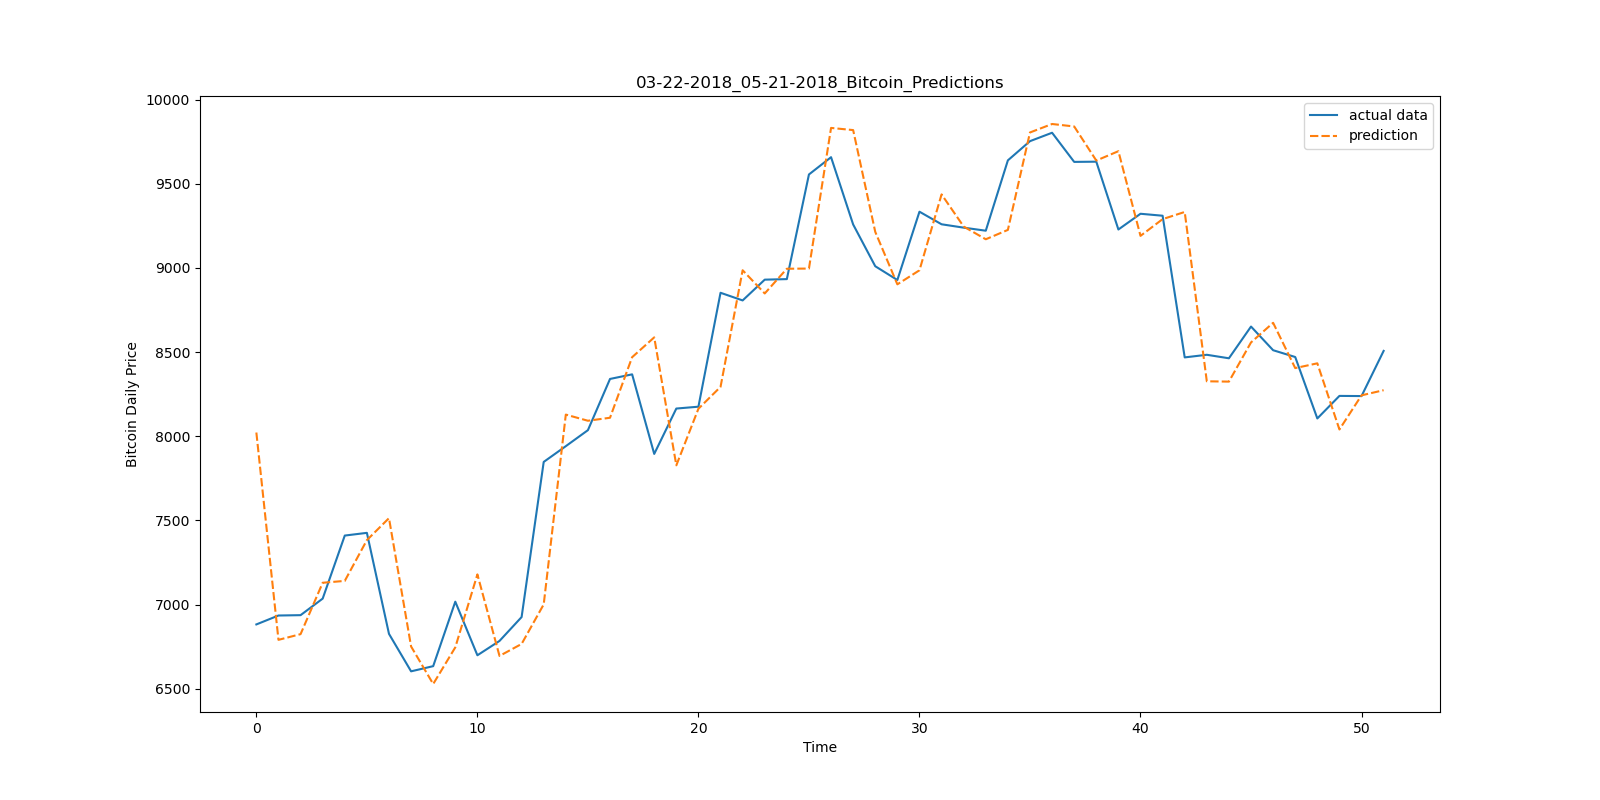 03-22-2018_05-21-2018_Bitcoin_Predictions
actual data
prediction
10000
9500
9000
8500
8000
7500
7000
6500
Bitcoin Daily Price
0 10 20 30 40 50
Time